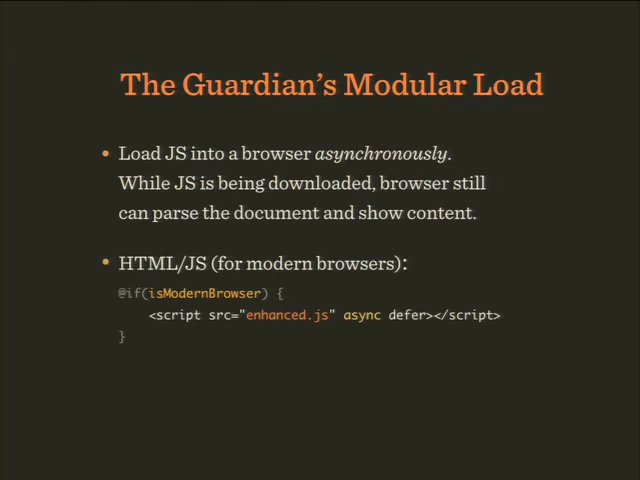 The Guardian’s Modular Load
• Load JS into a browser asynchronously.
While JS is being downloaded, browser still
can parse the document and show content.
• HTML/JS (for modern browsers):
@if(isModernBrowser) {
<script src="enhanced.js" async defer></script>
}